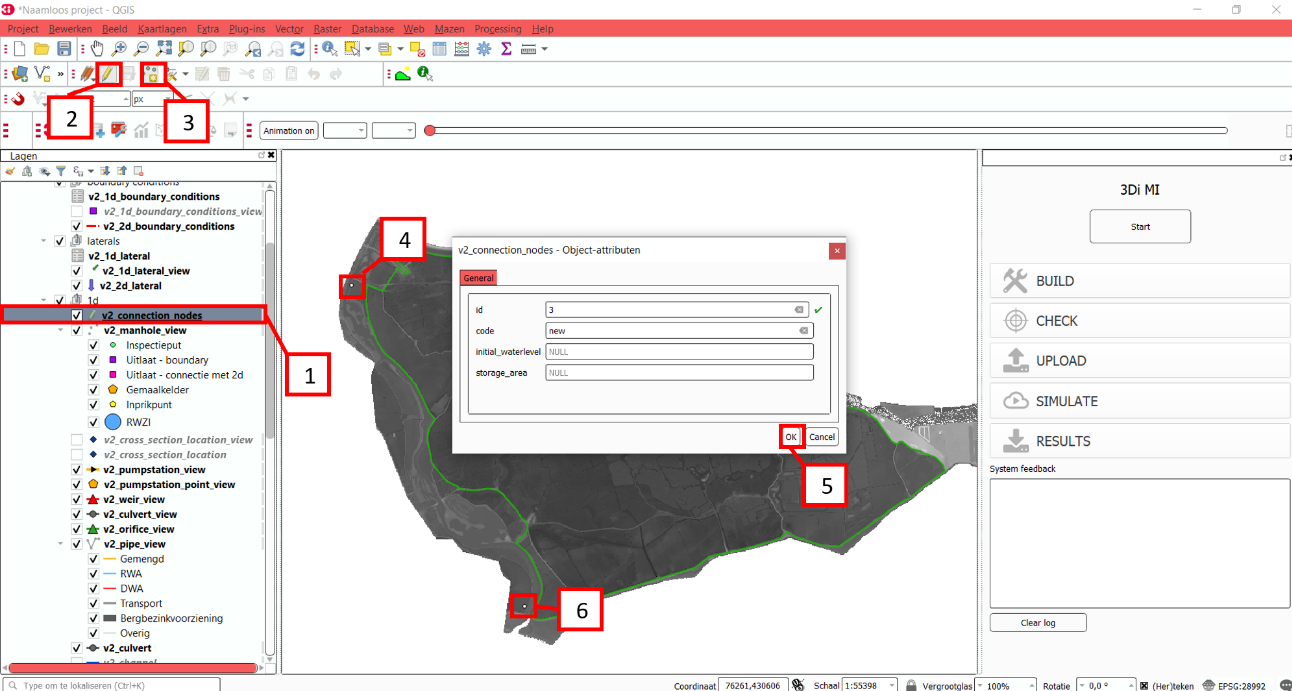 *Naamloos project - QGIS
Project Bewerken Beeld Kaartlagen Extra Plug-ins Vector Raster Database Web Mazen Processing Help
px
2
3
Animation on
Lagen
boundary conditions
v2_1d_boundary_conditions
v2_1d_boundary_conditions_view
v2_2d_boundary_conditions
laterals
v2_1d_lateral
v2_1d_lateral_view
v2_2d_lateral
1d
v2_connection_nodes
v2_manhole_view
Inspectieput
Uitlaat - boundary
Uitlaat - connectie met 2d
Gemaalkelder
Inprikpunt
RWZI
v2_cross_section_location_view
v2_cross_section_location
v2_pumpstation_view
v2_pumpstation_point_view
v2_weir_view
v2_culvert_view
v2_orifice_view
v2_pipe_view
Gemengd
RWA
DWA
Transport
Bergbezinkvoorziening
Overig
v2_culvert
v2_channel
1
4
v2_connection_nodes - Object-attributen
General
id 3
code new
initial_waterlevel NULL
storage_area NULL
OK Cancel
5
6
3Di MI
Start
BUILD
CHECK
UPLOAD
SIMULATE
RESULTS
System feedback
Clear log
Type om te lokaliseren (Ctrl+K)
Coordinaat 76261,430606 Schaal 1:55398 Vergrootglas 100% Rotatie 0,0 ° (Her)teken EPSG:28992